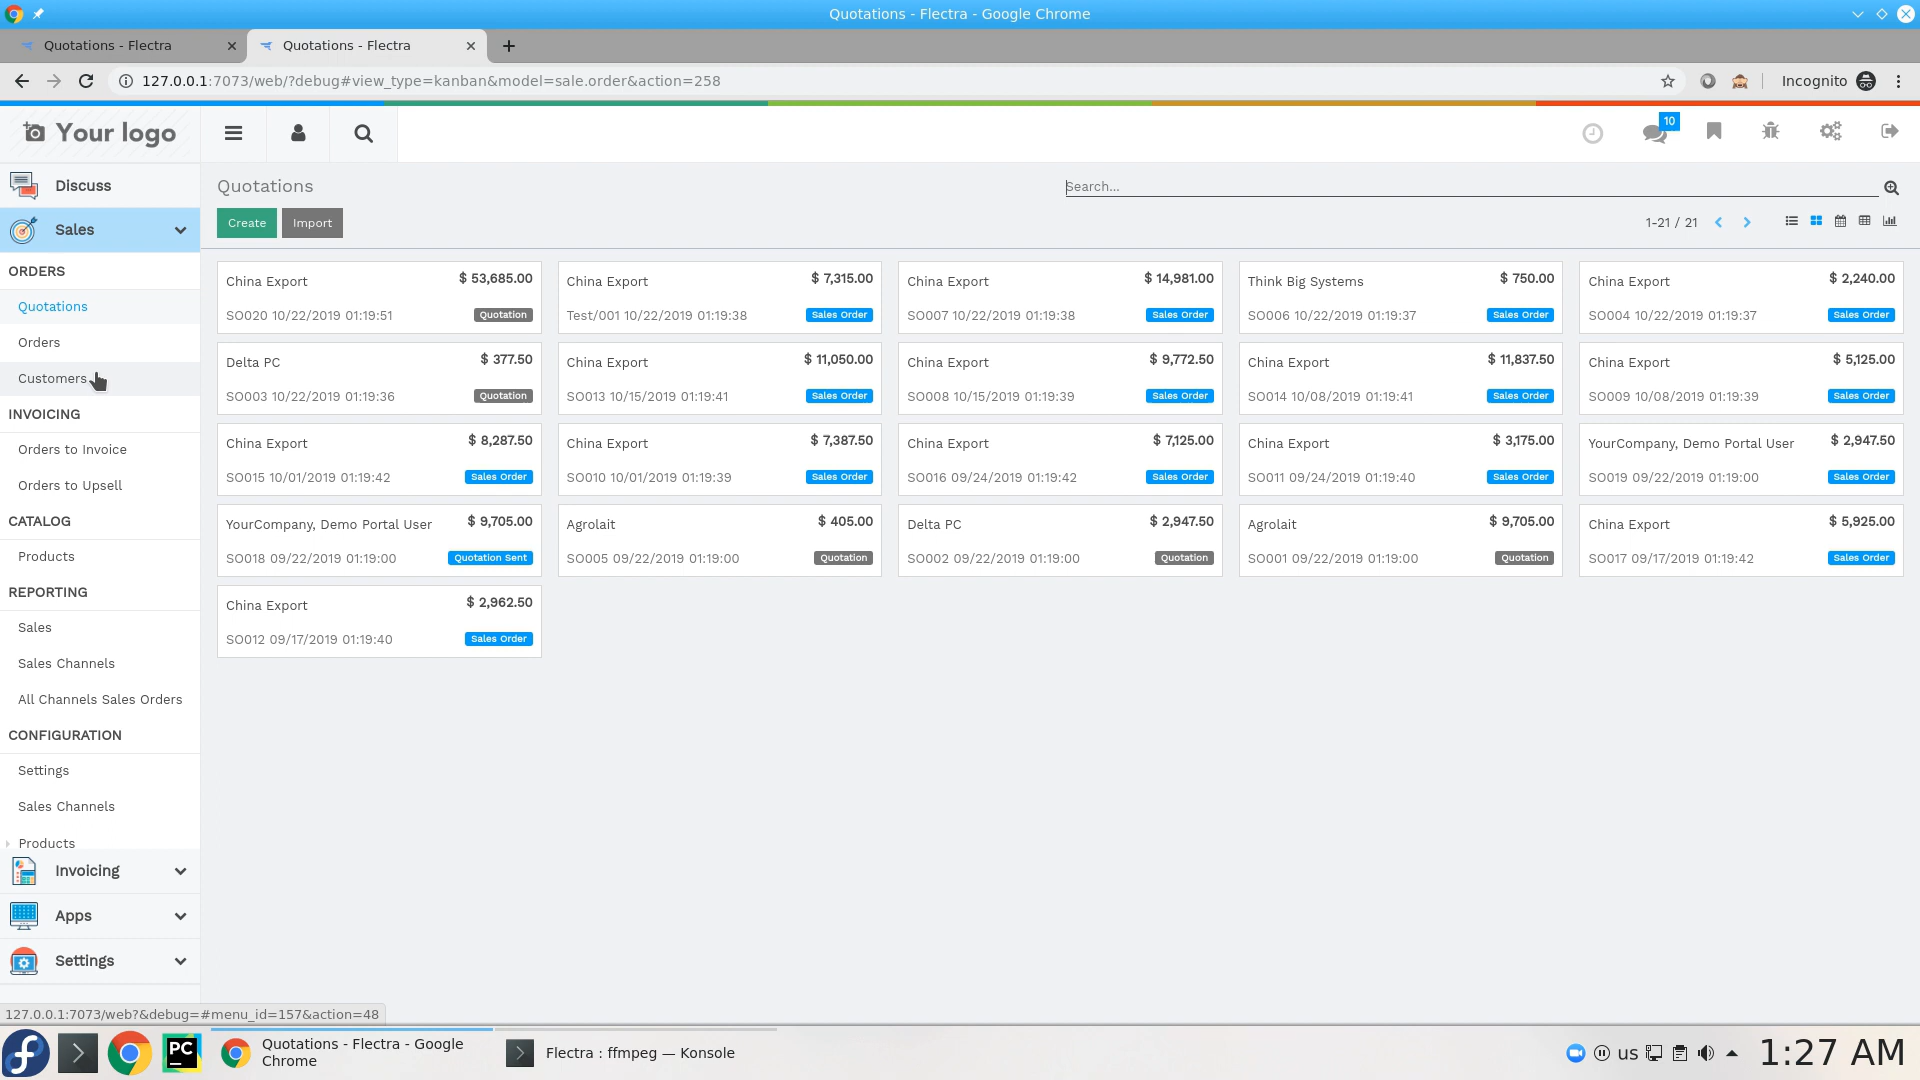 Quotations - Flectra - Google Chrome
Quotations - Flectra
Quotations - Flectra
127.0.0.1:7073/web/?debug#view_type=kanban&model=sale.order&action=258
Incognito
Your logo
10
Discuss
Sales
ORDERS
Quotations
Orders
Customers
INVOICING
Orders to Invoice
Orders to Upsell
CATALOG
Products
REPORTING
Sales
Sales Channels
All Channels Sales Orders
CONFIGURATION
Settings
Sales Channels
Products
Invoicing
Apps
Settings
Quotations
Search...
Create
Import
1-21 / 21
China Export $ 53,685.00
SO020 10/22/2019 01:19:51 Quotation
China Export $ 7,315.00
Test/001 10/22/2019 01:19:38 Sales Order
China Export $ 14,981.00
SO007 10/22/2019 01:19:38 Sales Order
Think Big Systems $ 750.00
SO006 10/22/2019 01:19:37 Sales Order
China Export $ 2,240.00
SO004 10/22/2019 01:19:37 Sales Order
Delta PC $ 377.50
SO003 10/22/2019 01:19:36 Quotation
China Export $ 11,050.00
SO013 10/15/2019 01:19:41 Sales Order
China Export $ 9,772.50
SO008 10/15/2019 01:19:39 Sales Order
China Export $ 11,837.50
SO014 10/08/2019 01:19:41 Sales Order
China Export $ 5,125.00
SO009 10/08/2019 01:19:39 Sales Order
China Export $ 8,287.50
SO015 10/01/2019 01:19:42 Sales Order
China Export $ 7,387.50
SO010 10/01/2019 01:19:39 Sales Order
China Export $ 7,125.00
SO016 09/24/2019 01:19:42 Sales Order
China Export $ 3,175.00
SO011 09/24/2019 01:19:40 Sales Order
YourCompany, Demo Portal User $ 2,947.50
SO019 09/22/2019 01:19:00 Sales Order
YourCompany, Demo Portal User $ 9,705.00
SO018 09/22/2019 01:19:00 Quotation Sent
Agrolait $ 405.00
SO005 09/22/2019 01:19:00 Quotation
Delta PC $ 2,947.50
SO002 09/22/2019 01:19:00 Quotation
Agrolait $ 9,705.00
SO001 09/22/2019 01:19:00 Quotation
China Export $ 5,925.00
SO017 09/17/2019 01:19:42 Sales Order
China Export $ 2,962.50
SO012 09/17/2019 01:19:40 Sales Order
127.0.0.1:7073/web?&debug=#menu_id=157&action=48
PC
Quotations - Flectra - Google
Chrome
Flectra : ffmpeg — Konsole
us
1:27 AM